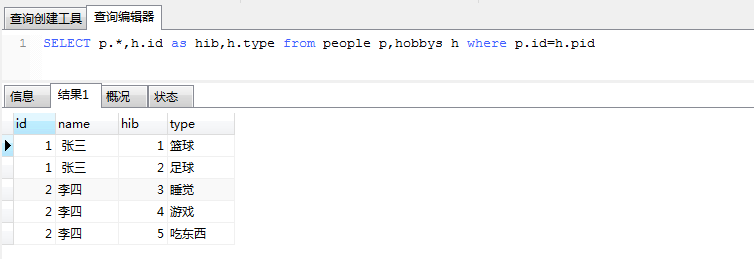 查询创建工具 查询编辑器
1 SELECT p.*,h.id as hib,h.type from people p,hobbys h where p.id=h.pid
信息 结果1 概况 状态
id name hib type
1 张三 1 篮球
1 张三 2 足球
2 李四 3 睡觉
2 李四 4 游戏
2 李四 5 吃东西